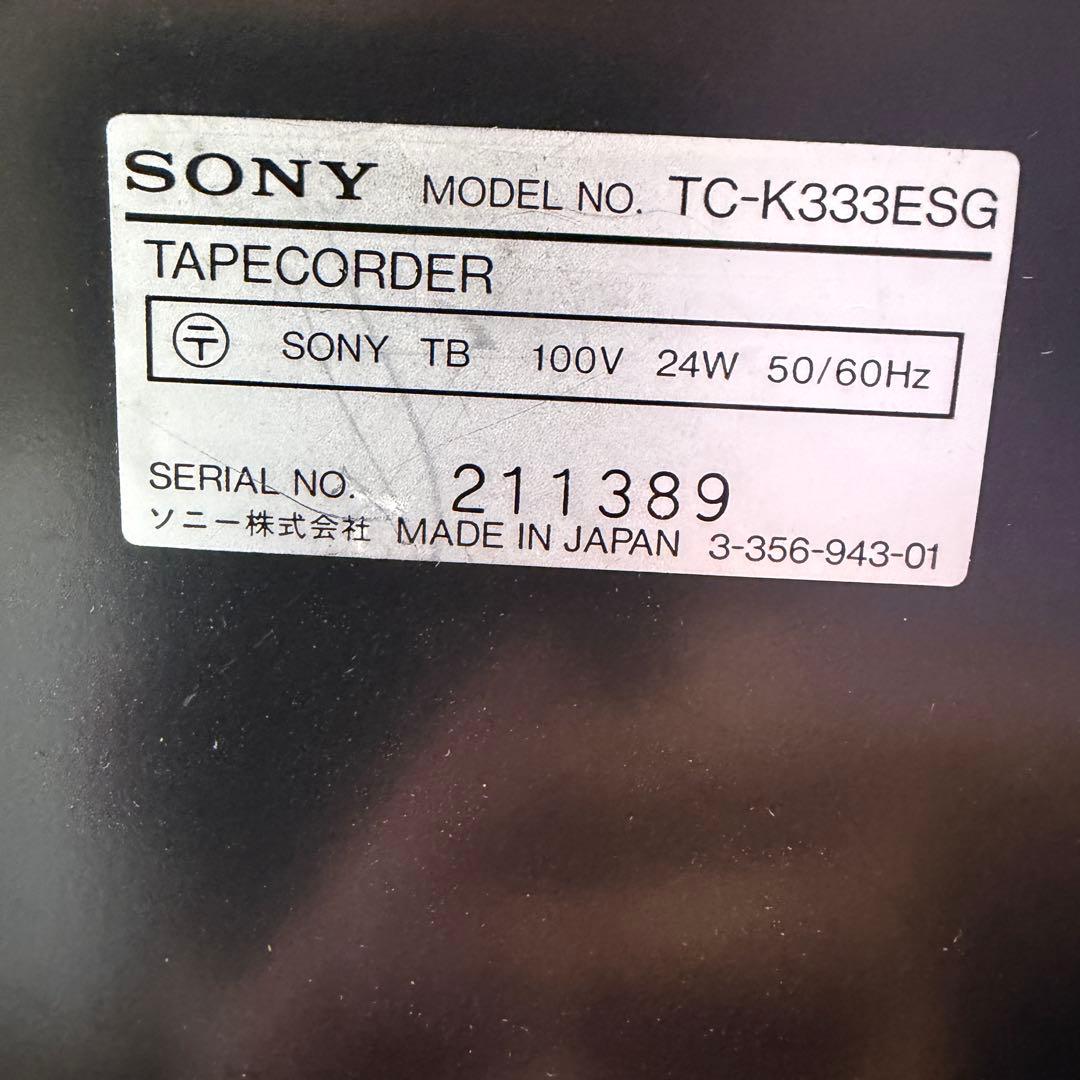 SONY MODEL NO. TC-K333ESG
TAPECORDER
〒 SONY TB 100V 24W 50/60Hz
SERIAL NO. 211389
ソニー株式会社 MADE IN JAPAN 3-356-943-01